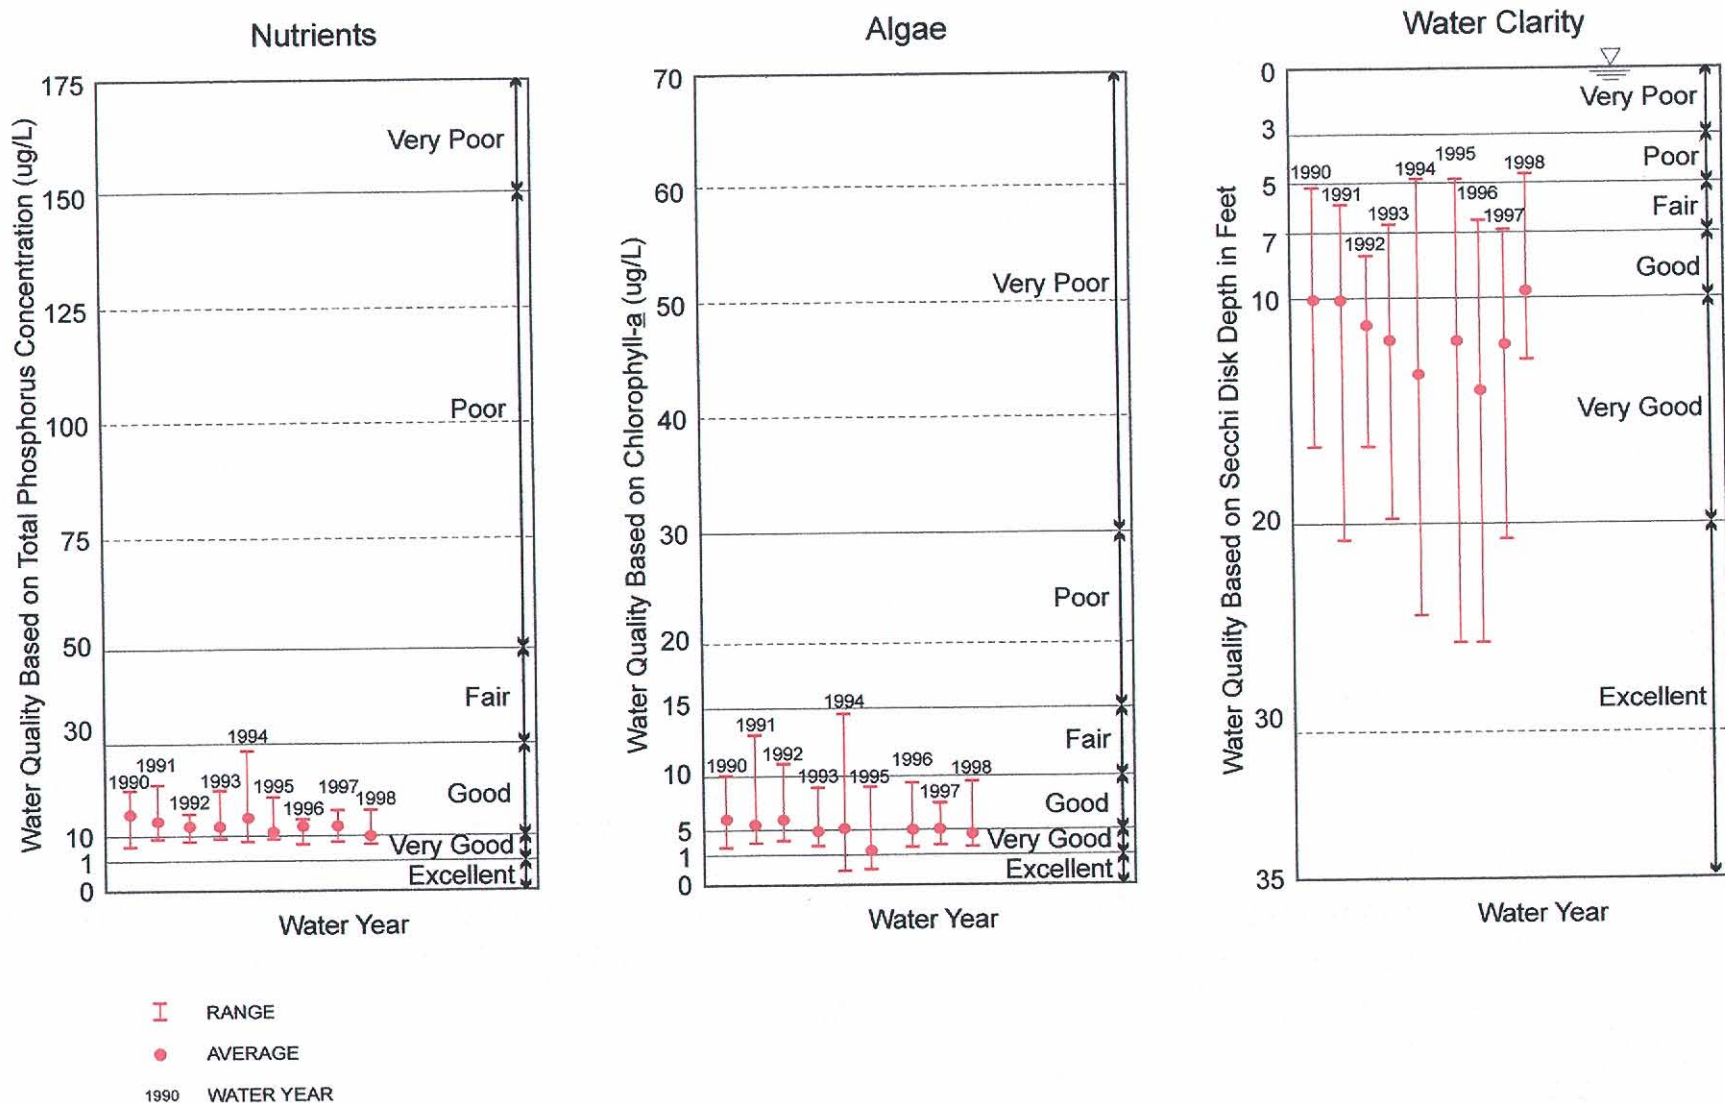 Nutrients
Water Quality Based on Total Phosphorus Concentration (ug/L)
175
150
125
100
75
50
30
10
1
0
Very Poor
Poor
Fair
Good
Very Good
Excellent
1990
1991
1992
1993
1994
1995
1996
1997
1998
Water Year
Algae
Water Quality Based on Chlorophyll-a (ug/L)
70
60
50
40
30
20
15
10
5
1
0
Very Poor
Poor
Fair
Good
Very Good
Excellent
1990
1991
1992
1993
1994
1995
1996
1997
1998
Water Year
Water Clarity
Water Quality Based on Secchi Disk Depth in Feet
0
3
5
7
10
20
30
35
Very Poor
Poor
Fair
Good
Very Good
Excellent
1990
1991
1992
1993
1994
1995
1996
1997
1998
Water Year
RANGE
AVERAGE
1990 WATER YEAR